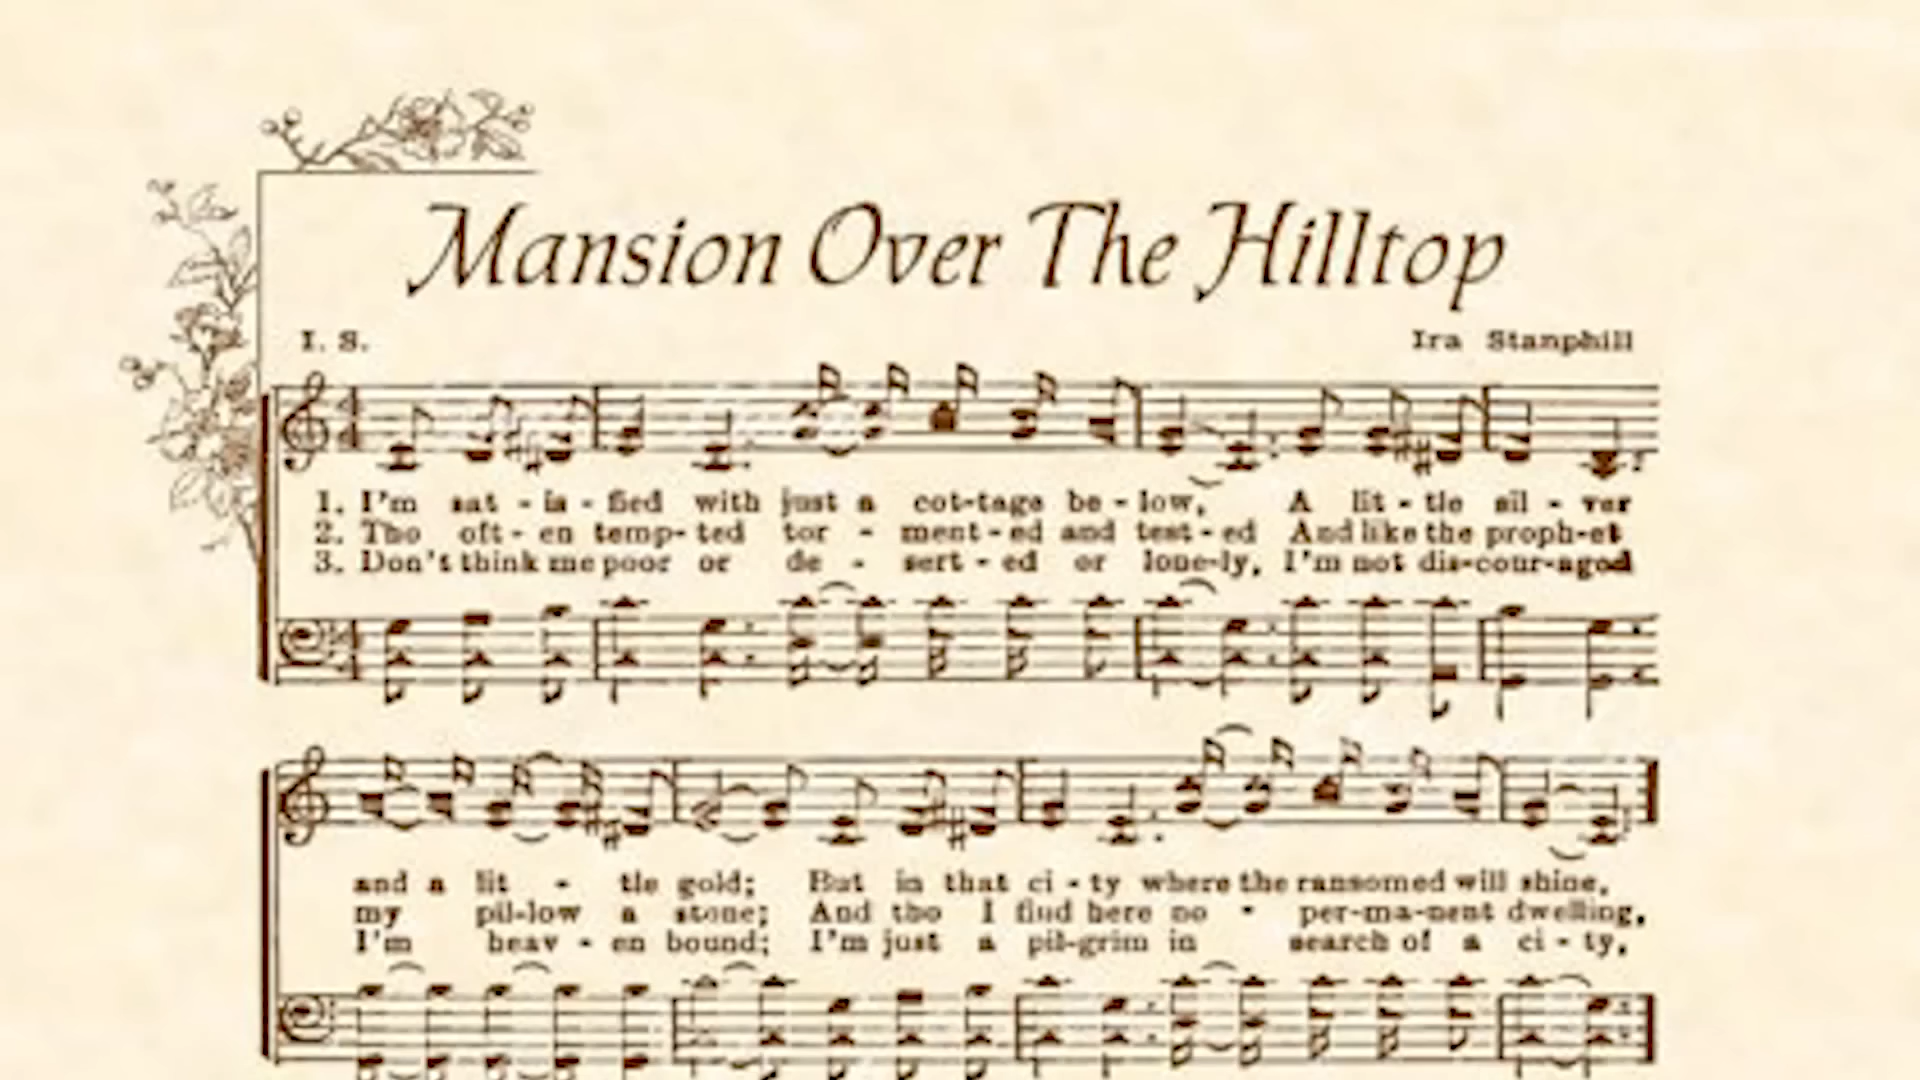 Mansion Over The Hilltop
I. S. Ira Stanphill
1. I'm sat - is - fied with just a cot-tage be - low, A lit - tle sil - ver
2. Tho oft - en temp- ted tor - ment - ed and test - ed And like the proph-et
3. Don't think me poor or de - sert - ed or lone-ly, I'm not dis-cour-aged
and a lit - tle gold; But in that ci - ty where the ransomed will shine,
my pil-low a stone; And tho I find here no - per-ma-nent dwelling,
I'm heav - en bound; I'm just a pil-grim in search of a ci - ty,